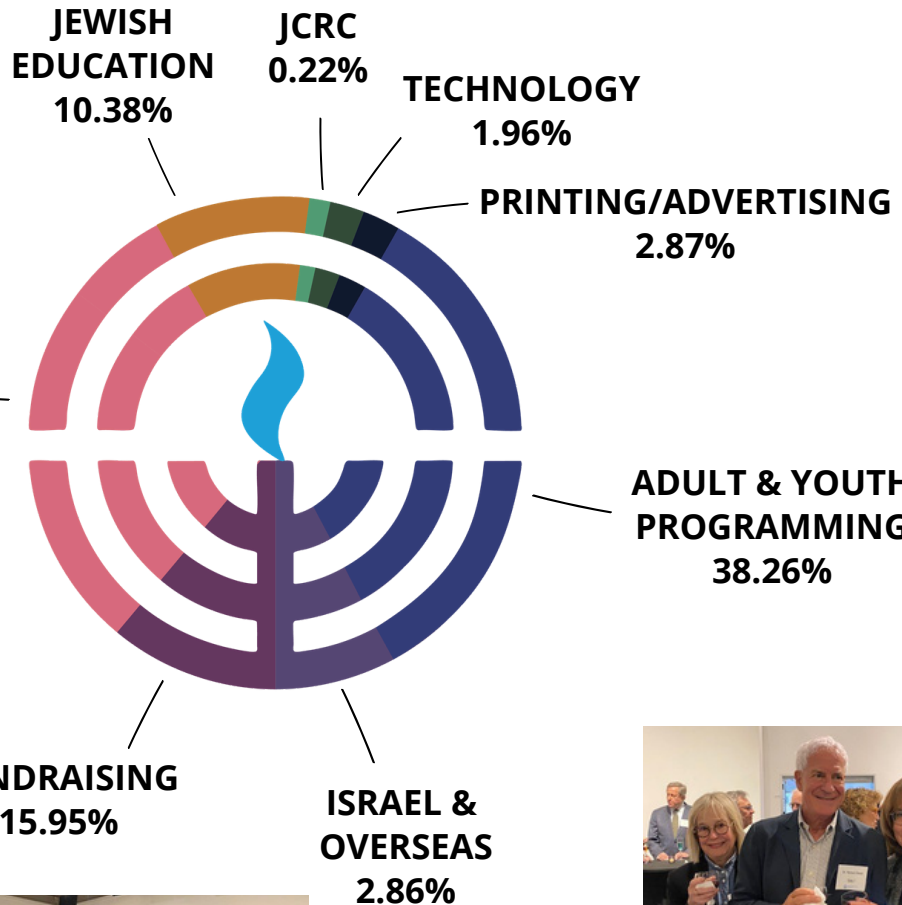 JEWISH
EDUCATION
10.38%
JCRC
0.22%
TECHNOLOGY
1.96%
PRINTING/ADVERTISING
2.87%
ADULT & YOUTH
PROGRAMMING
38.26%
NDRAISING
15.95%
ISRAEL &
OVERSEAS
2.86%